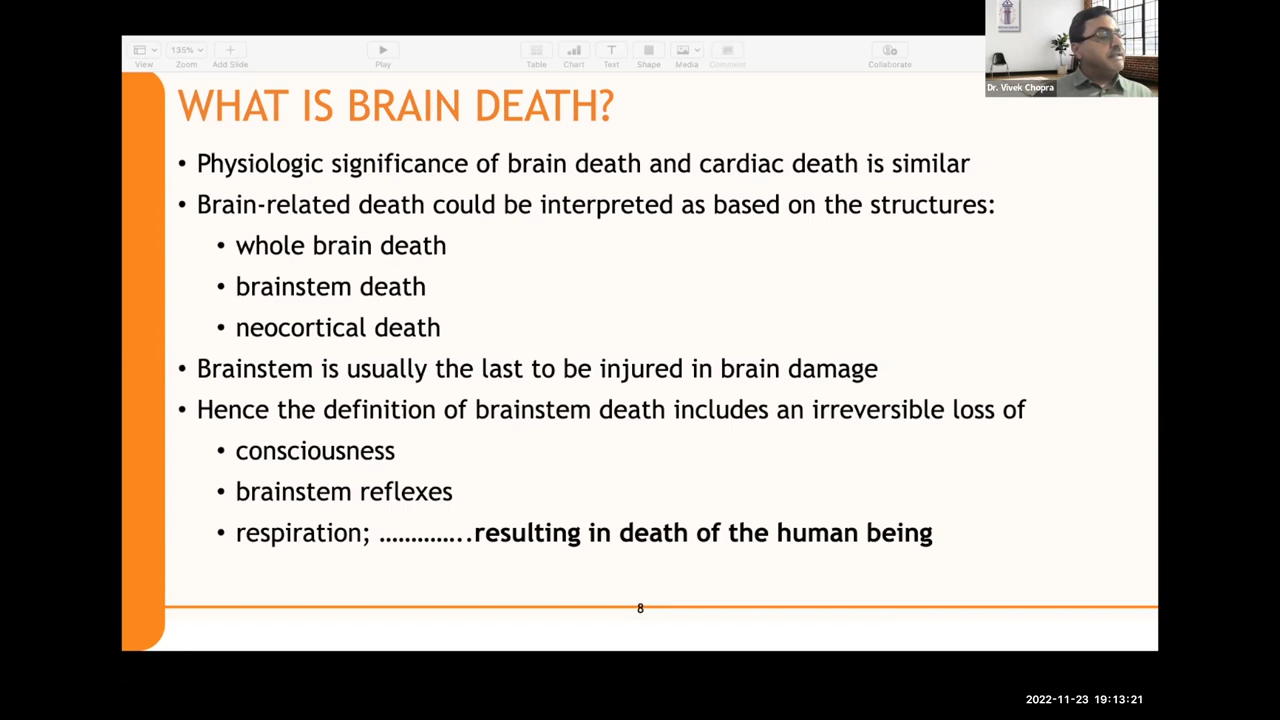 135%
View
Zoom
Add Slide
Play
Table
Chart
Text
Shape
Media
Comment
Collaborate
Dr. Vivek Chopra
WHAT IS BRAIN DEATH?
• Physiologic significance of brain death and cardiac death is similar
• Brain-related death could be interpreted as based on the structures:
• whole brain death
• brainstem death
• neocortical death
• Brainstem is usually the last to be injured in brain damage
• Hence the definition of brainstem death includes an irreversible loss of
• consciousness
• brainstem reflexes
• respiration; …………..resulting in death of the human being
8
2022-11-23 19:13:21